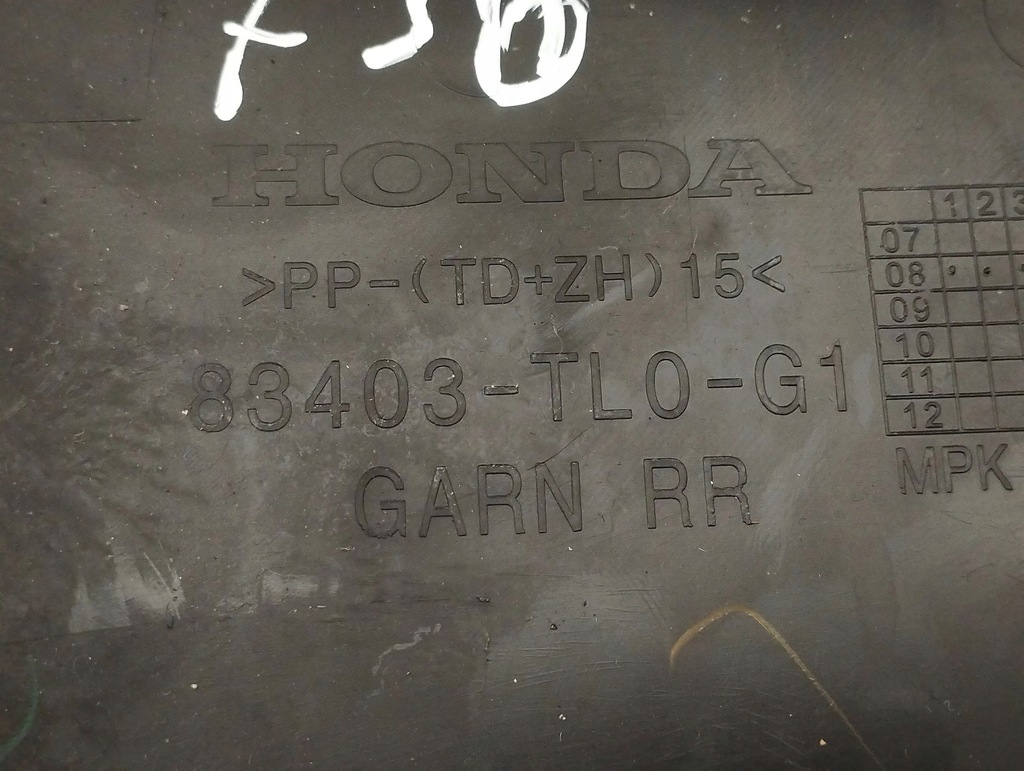 HONDA
>PP-(TD+ZH)15<
83403-TL0-G1
GARN RR
1 2 3
07
08
09
10
11
12
MPK